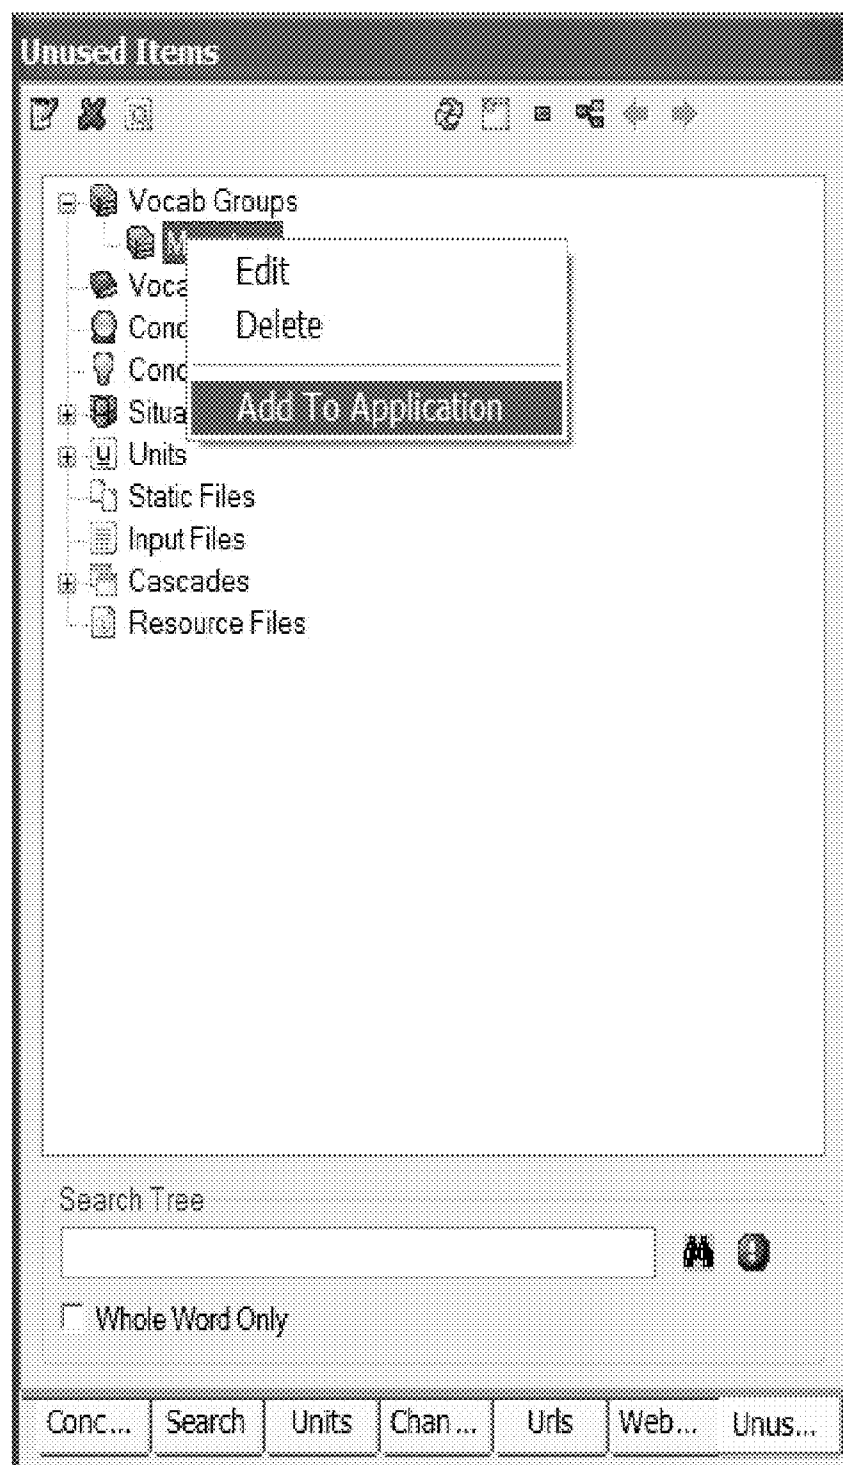 Unused Items
Vocab Groups
Edit
Delete
Add To Application
Units
Static Files
Input Files
Cascades
Resource Files
Search Tree
Whole Word Only
Conc... Search Units Chan... Urls Web... Unus...